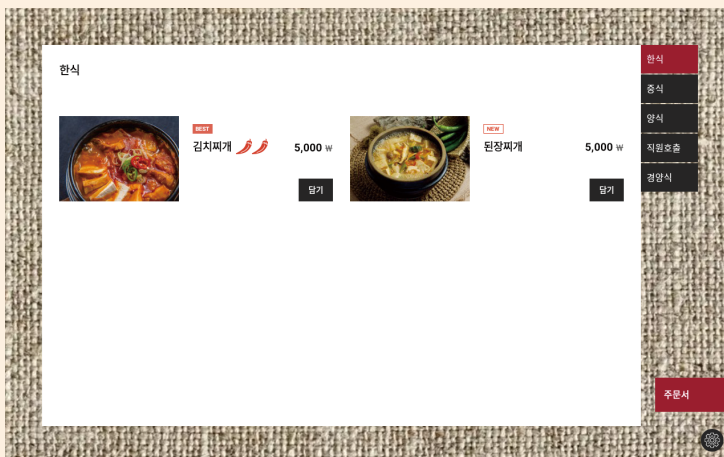 한식
BEST
김치찌개 5,000 ₩
담기
NEW
된장찌개 5,000 ₩
담기
한식
중식
양식
직원호출
경양식
주문서